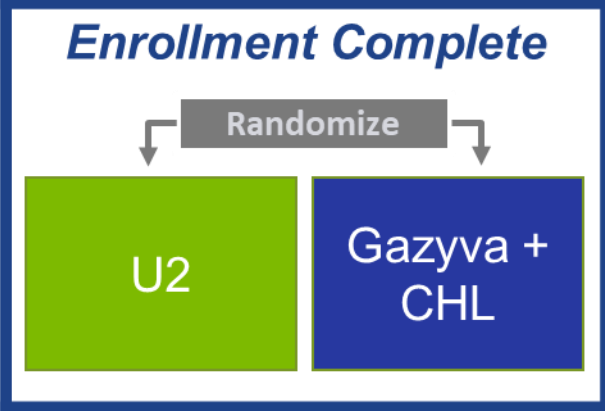 Enrollment Complete
Randomize
U2
Gazyva +
CHL